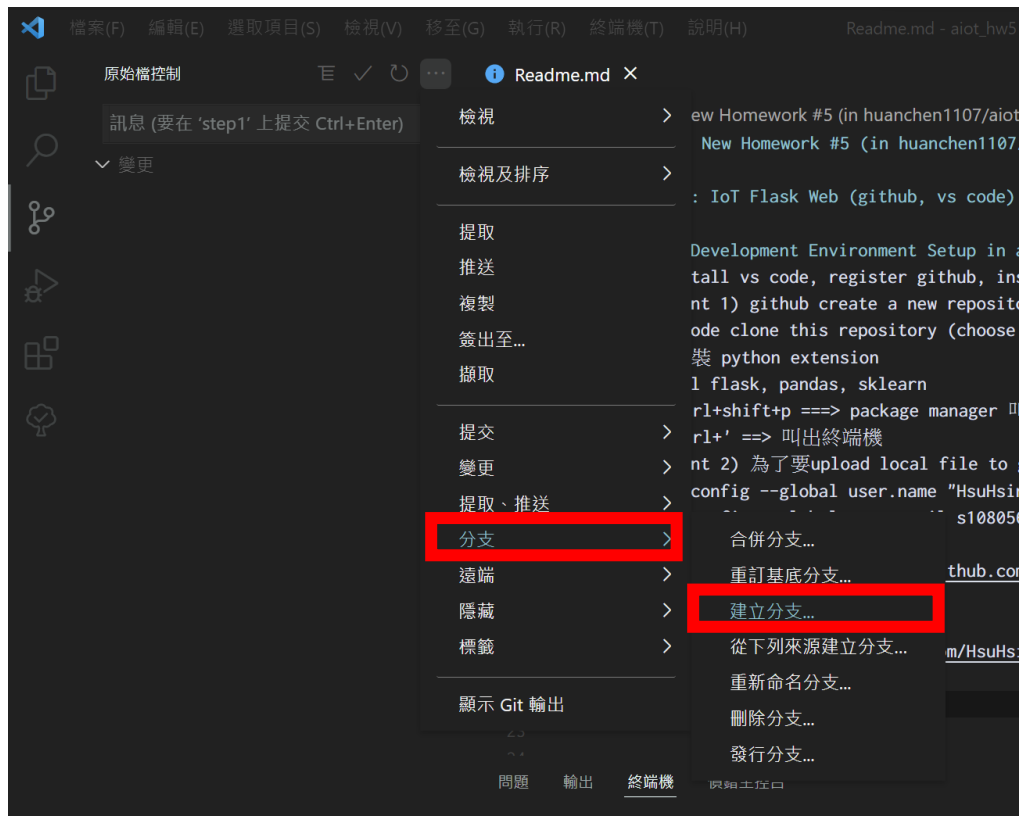 檔案(F) 編輯(E) 選取項目(S) 檢視(V) 移至(G) 執行(R) 終端機(T) 說明(H) Readme.md - aiot_hw5
原始檔控制
Readme.md
訊息 (要在 'step1' 上提交 Ctrl+Enter)
變更
檢視
檢視及排序
提取
推送
複製
簽出至...
擷取
提交
變更
提取、推送
分支
遠端
隱藏
標籤
顯示 Git 輸出
合併分支...
重訂基底分支...
建立分支...
從下列來源建立分支...
重新命名分支...
刪除分支...
發行分支...
ew Homework #5 (in huanchen1107/aiot
New Homework #5 (in huanchen1107
: IoT Flask Web (github, vs code)
Development Environment Setup in
tall vs code, register github, ins
nt 1) github create a new reposito
ode clone this repository (choose
裝 python extension
l flask, pandas, sklearn
rl+shift+p ===> package manager
rl+' ==> 叫出終端機
nt 2) 為了要upload local file to
config --global user.name "HsuHsin
s10805
thub.com
m/HsuHs
23
問題 輸出 終端機 偵錯主控台